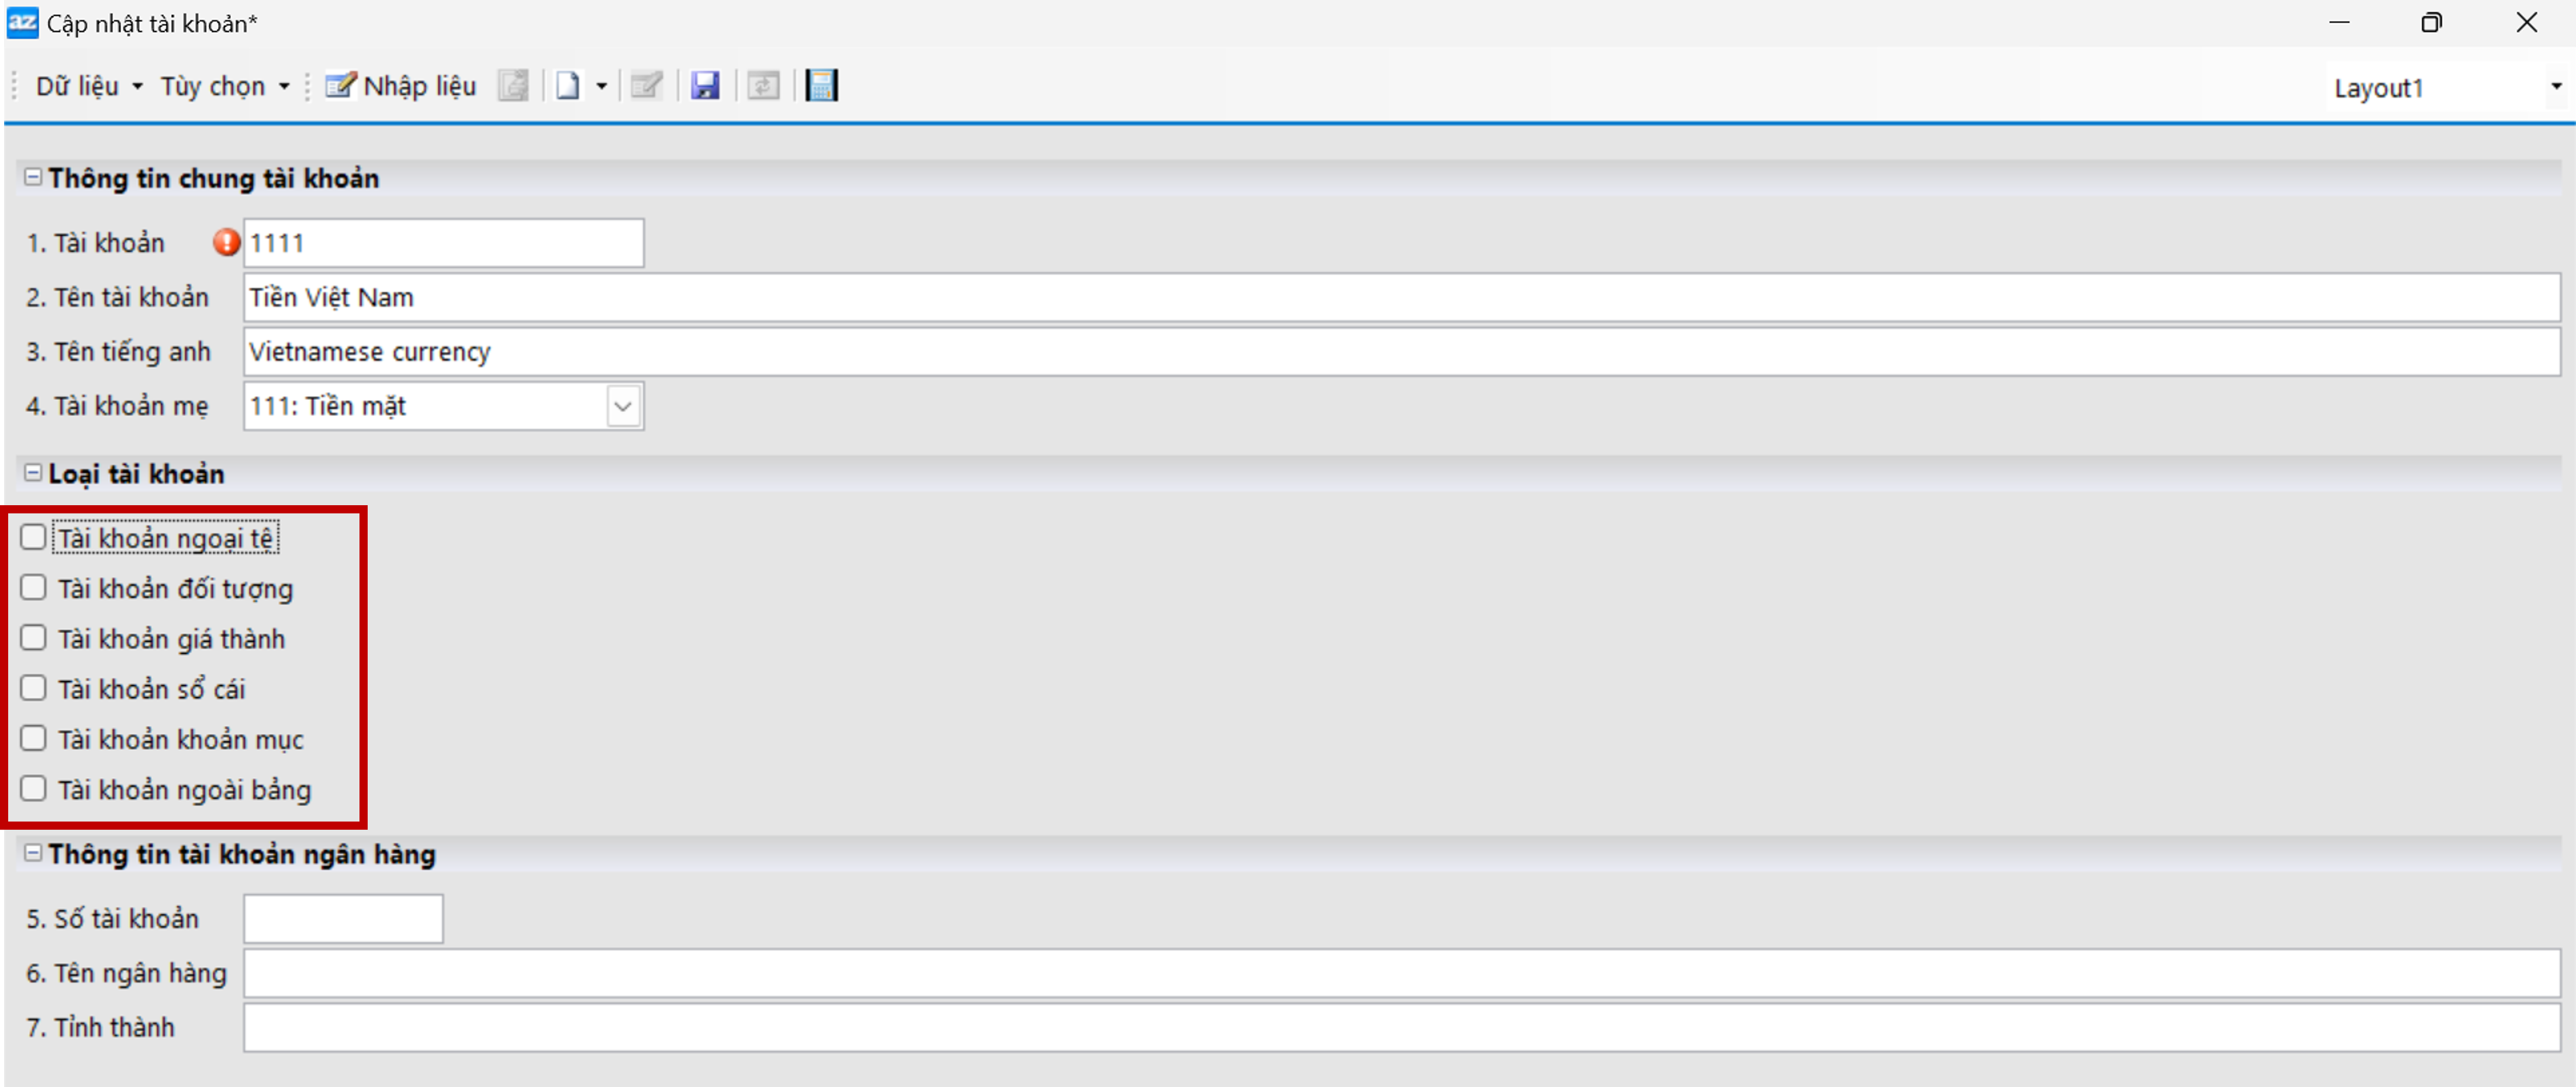 az Cập nhật tài khoản*
Dữ liệu Tùy chọn Nhập liệu Layout1
Thông tin chung tài khoản
1. Tài khoản 1111
2. Tên tài khoản Tiền Việt Nam
3. Tên tiếng anh Vietnamese currency
4. Tài khoản mẹ 111: Tiền mặt
Loại tài khoản
Tài khoản ngoại tệ
Tài khoản đối tượng
Tài khoản giá thành
Tài khoản sổ cái
Tài khoản khoản mục
Tài khoản ngoài bảng
Thông tin tài khoản ngân hàng
5. Số tài khoản
6. Tên ngân hàng
7. Tỉnh thành